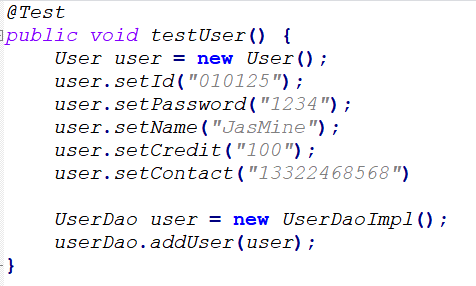 @Test
public void testUser() {
User user = new User();
user.setId("010125");
user.setPassword("1234");
user.setName("JasMine");
user.setCredit("100");
user.setContact("13322468568")
UserDao user = new UserDaoImpl();
userDao.addUser(user);
}